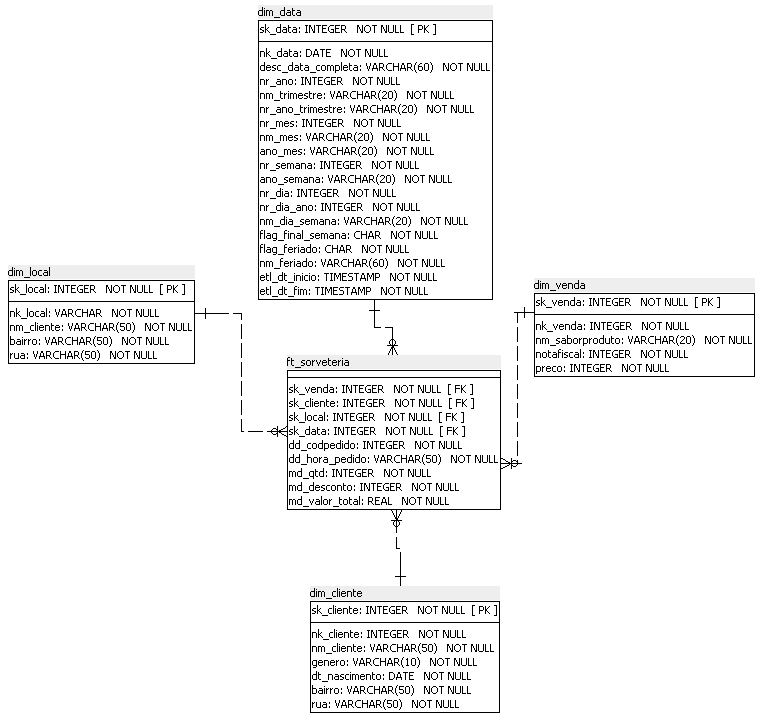 dim_data
sk_data: INTEGER NOT NULL [ PK ]
nk_data: DATE NOT NULL
desc_data_completa: VARCHAR(60) NOT NULL
nr_ano: INTEGER NOT NULL
nm_trimestre: VARCHAR(20) NOT NULL
nr_ano_trimestre: VARCHAR(20) NOT NULL
nr_mes: INTEGER NOT NULL
nm_mes: VARCHAR(20) NOT NULL
ano_mes: VARCHAR(20) NOT NULL
nr_semana: INTEGER NOT NULL
ano_semana: VARCHAR(20) NOT NULL
nr_dia: INTEGER NOT NULL
nr_dia_ano: INTEGER NOT NULL
nm_dia_semana: VARCHAR(20) NOT NULL
flag_final_semana: CHAR NOT NULL
flag_feriado: CHAR NOT NULL
nm_feriado: VARCHAR(60) NOT NULL
etl_dt_inicio: TIMESTAMP NOT NULL
etl_dt_fim: TIMESTAMP NOT NULL
dim_local
sk_local: INTEGER NOT NULL [ PK ]
nk_local: VARCHAR NOT NULL
nm_cliente: VARCHAR(50) NOT NULL
bairro: VARCHAR(50) NOT NULL
rua: VARCHAR(50) NOT NULL
dim_venda
sk_venda: INTEGER NOT NULL [ PK ]
nk_venda: INTEGER NOT NULL
nm_saborproduto: VARCHAR(20) NOT NULL
notafiscal: INTEGER NOT NULL
preco: INTEGER NOT NULL
ft_sorveteria
sk_venda: INTEGER NOT NULL [ FK ]
sk_cliente: INTEGER NOT NULL [ FK ]
sk_local: INTEGER NOT NULL [ FK ]
sk_data: INTEGER NOT NULL [ FK ]
dd_codpedido: INTEGER NOT NULL
dd_hora_pedido: VARCHAR(50) NOT NULL
md_qtd: INTEGER NOT NULL
md_desconto: INTEGER NOT NULL
md_valor_total: REAL NOT NULL
dim_cliente
sk_cliente: INTEGER NOT NULL [ PK ]
nk_cliente: INTEGER NOT NULL
nm_cliente: VARCHAR(50) NOT NULL
genero: VARCHAR(10) NOT NULL
dt_nascimento: DATE NOT NULL
bairro: VARCHAR(50) NOT NULL
rua: VARCHAR(50) NOT NULL